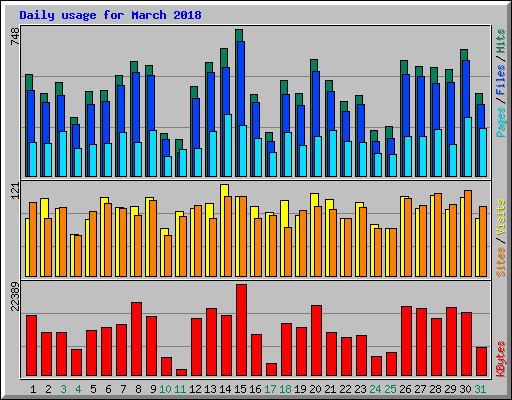 Daily usage for March 2018
748
Pages / Files / Hits
121
Sites / Visits
22389
KBytes
1 2 3 4 5 6 7 8 9 10 11 12 13 14 15 16 17 18 19 20 21 22 23 24 25 26 27 28 29 30 31